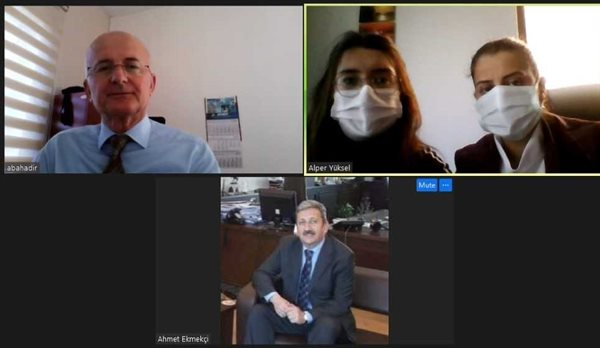 abahadir
Alper Yüksel
Mute
...
Ahmet Ekmekçi